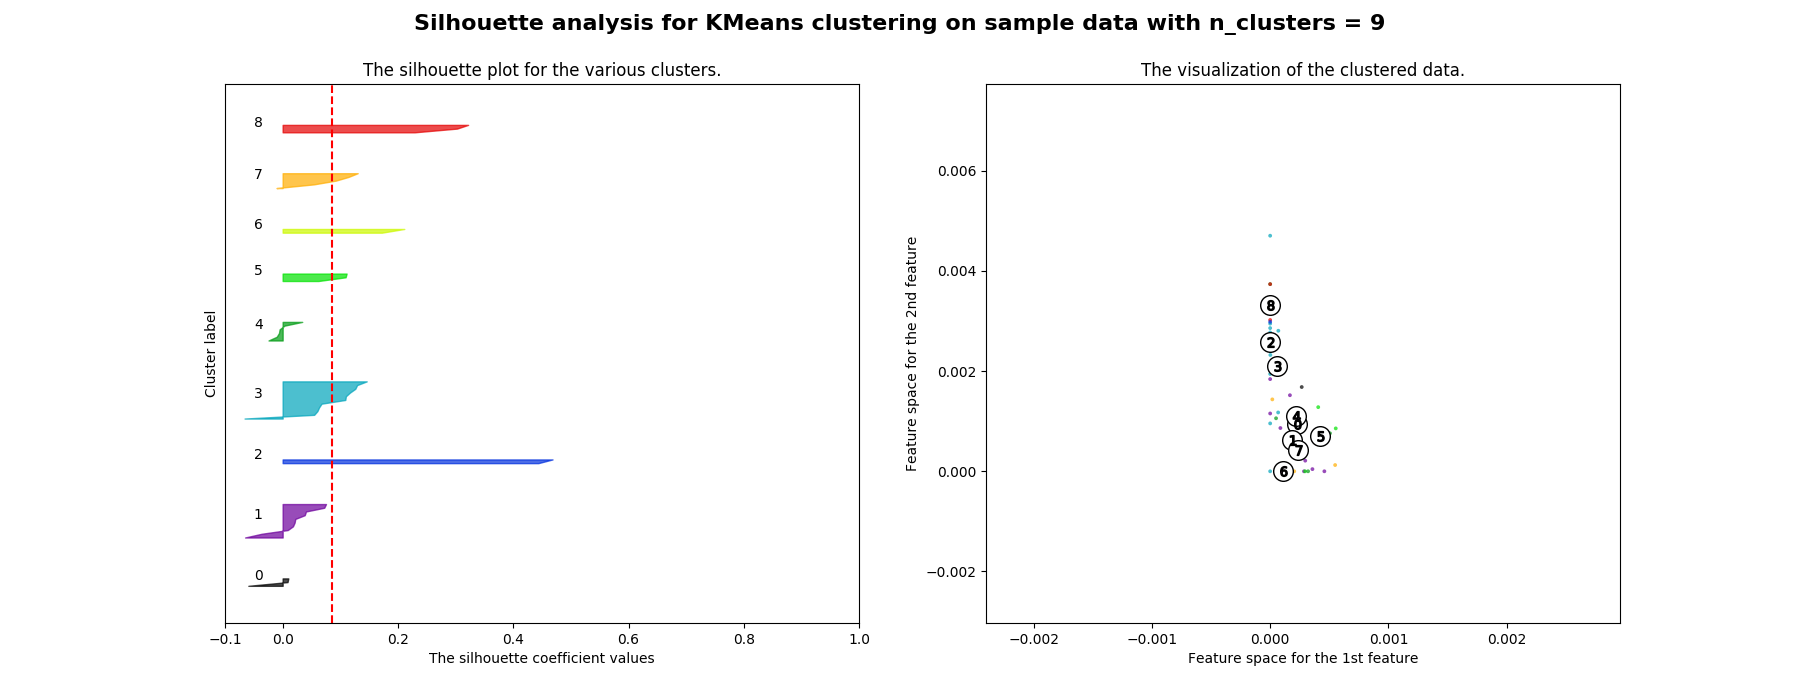 Silhouette analysis for KMeans clustering on sample data with n_clusters = 9
The silhouette plot for the various clusters.
Cluster label
8
7
6
5
4
3
2
1
0
−0.1 0.0 0.2 0.4 0.6 0.8 1.0
The silhouette coefficient values
The visualization of the clustered data.
Feature space for the 2nd feature
0.006
0.004
0.002
0.000
−0.002
8
2
3
4
0
5
1
7
6
−0.002 −0.001 0.000 0.001 0.002
Feature space for the 1st feature